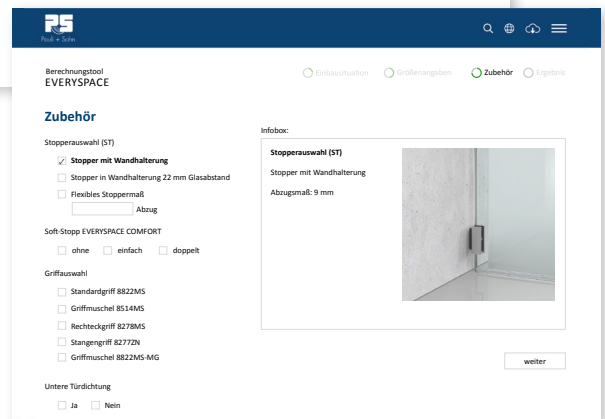 PS
Pauli + Sohn
Berechnungstool
EVERYSPACE
Einbausituation
Größenangaben
Zubehör
Ergebnis
Zubehör
Stopperauswahl (ST)
Stopper mit Wandhalterung
Stopper in Wandhalterung 22 mm Glasabstand
Flexibles Stoppermaß
Abzug
Soft-Stopp EVERYSPACE COMFORT
ohne einfach doppelt
Griffauswahl
Standardgriff 8822MS
Griffmuschel 8514MS
Rechteckgriff 8278MS
Stangengriff 8277ZN
Griffmuschel 8822MS-MG
Untere Türdichtung
Ja Nein
Infobox:
Stopperauswahl (ST)
Stopper mit Wandhalterung
Abzugsmaß: 9 mm
weiter